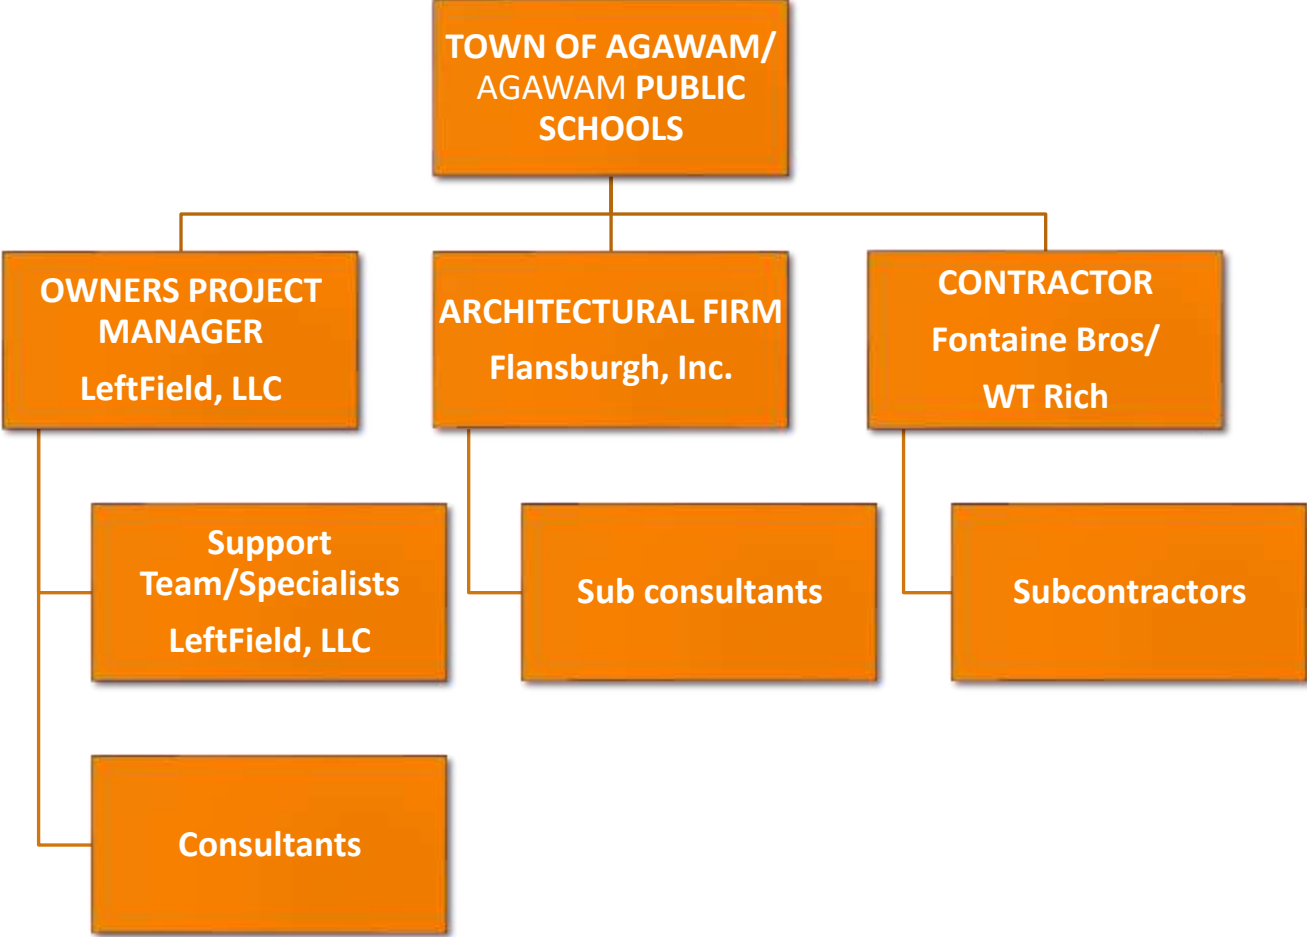 TOWN OF AGAWAM/
AGAWAM PUBLIC
SCHOOLS
OWNERS PROJECT
MANAGER
LeftField, LLC
ARCHITECTURAL FIRM
Flansburgh, Inc.
CONTRACTOR
Fontaine Bros/
WT Rich
Support
Team/Specialists
LeftField, LLC
Sub consultants
Subcontractors
Consultants